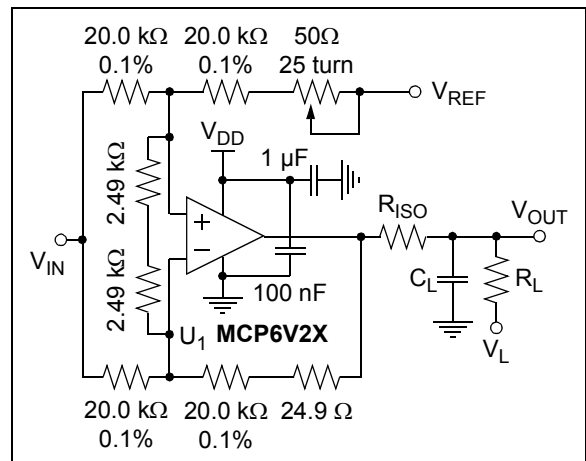 20.0 kΩ
0.1%
20.0 kΩ
0.1%
50Ω
25 turn
V_REF
V_DD
1 µF
2.49 kΩ
2.49 kΩ
+
−
R_ISO
V_OUT
V_IN
100 nF
C_L
R_L
U_1 MCP6V2X
V_L
20.0 kΩ
0.1%
20.0 kΩ
0.1%
24.9 Ω